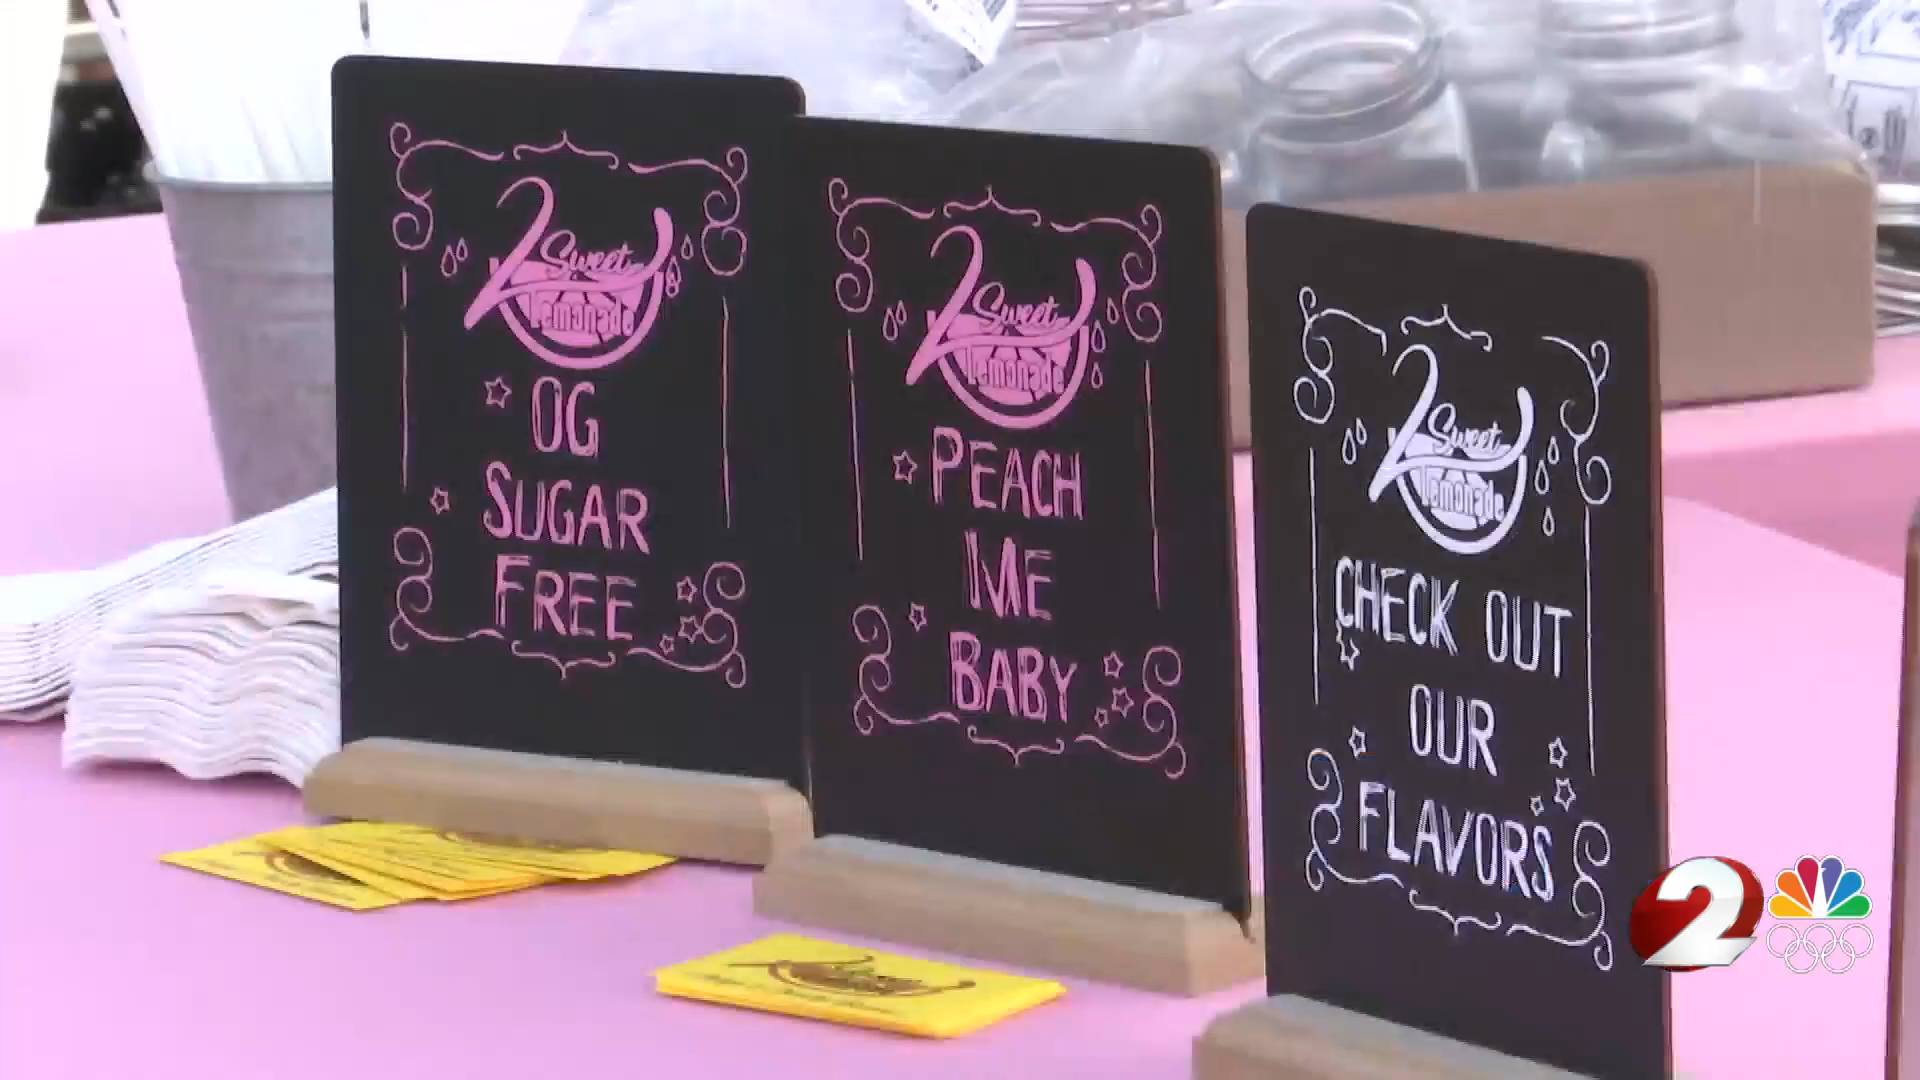 2 Sweet
Lemonade
OG
SUGAR
FREE
2 Sweet
Lemonade
PEACH
ME
BABY
2 Sweet
Lemonade
CHECK OUT
OUR
FLAVORS
2